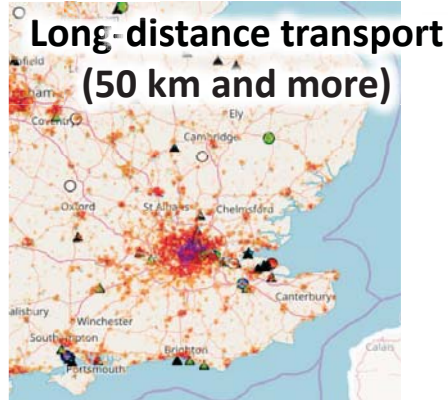 Long-distance transport
(50 km and more)
Coventry
Ely
Cambridge
Oxford
St Albans
Chelmsford
Canterbury
Winchester
Southampton
Brighton
Portsmouth
Calais